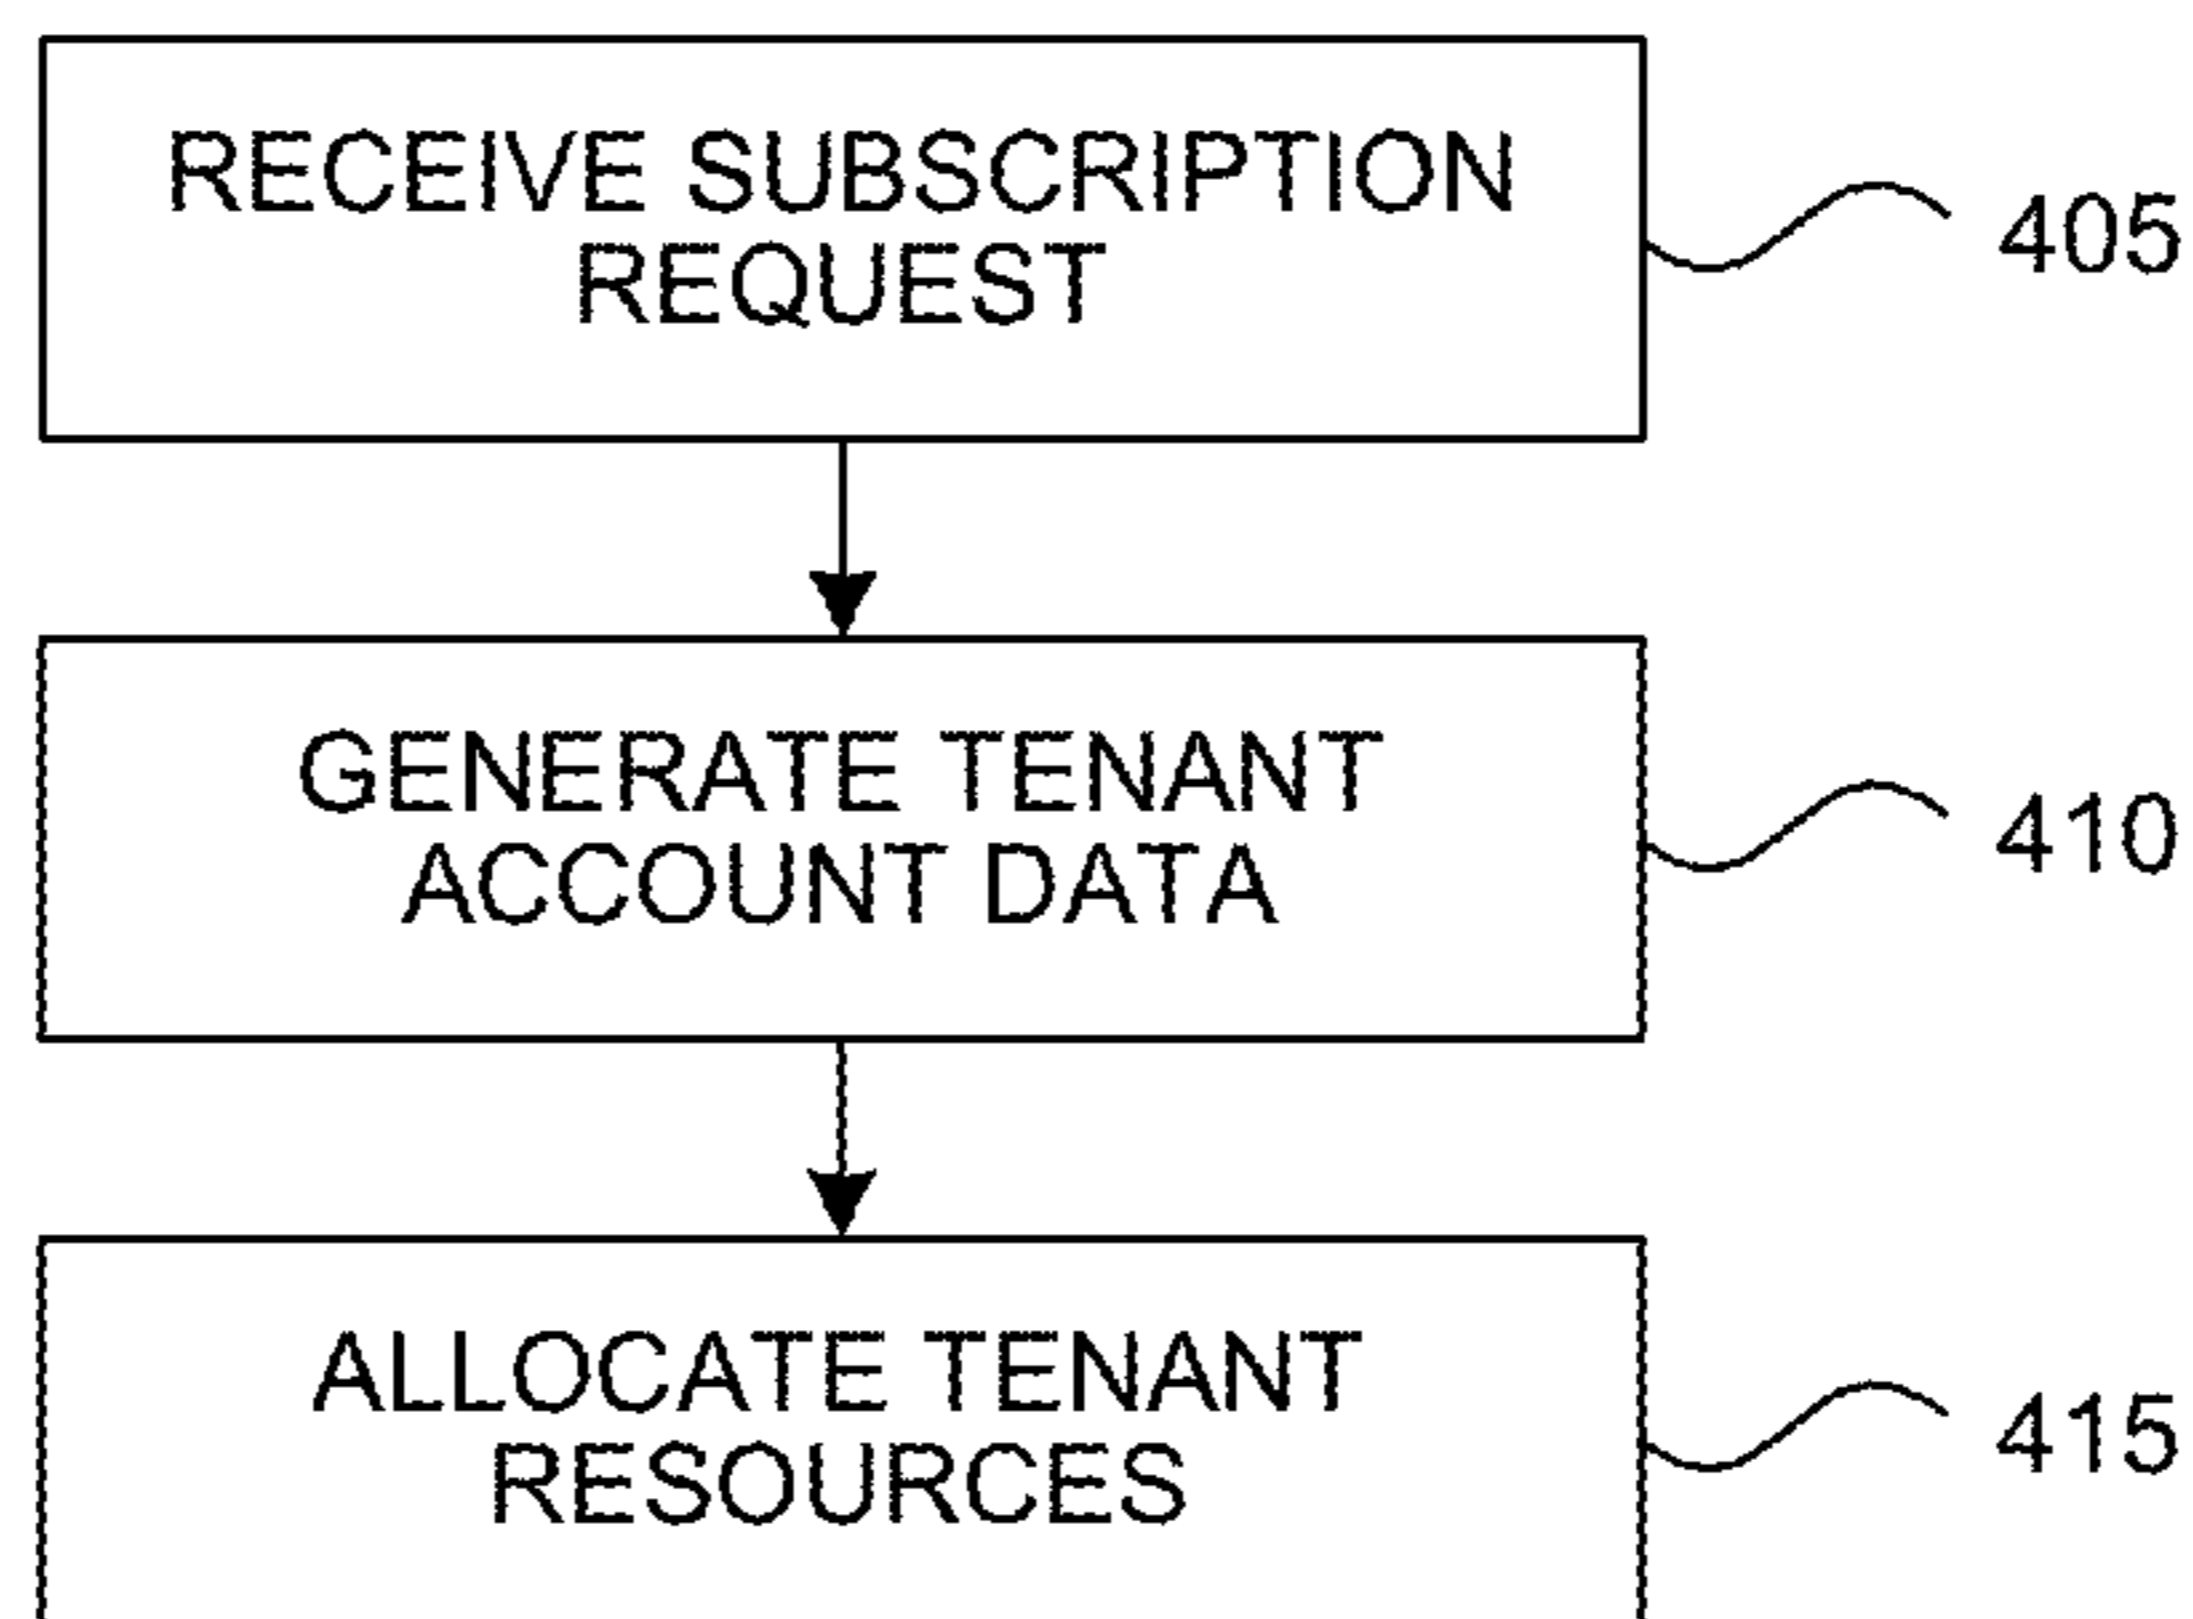 RECEIVE SUBSCRIPTION
REQUEST
405
GENERATE TENANT
ACCOUNT DATA
410
ALLOCATE TENANT
RESOURCES
415